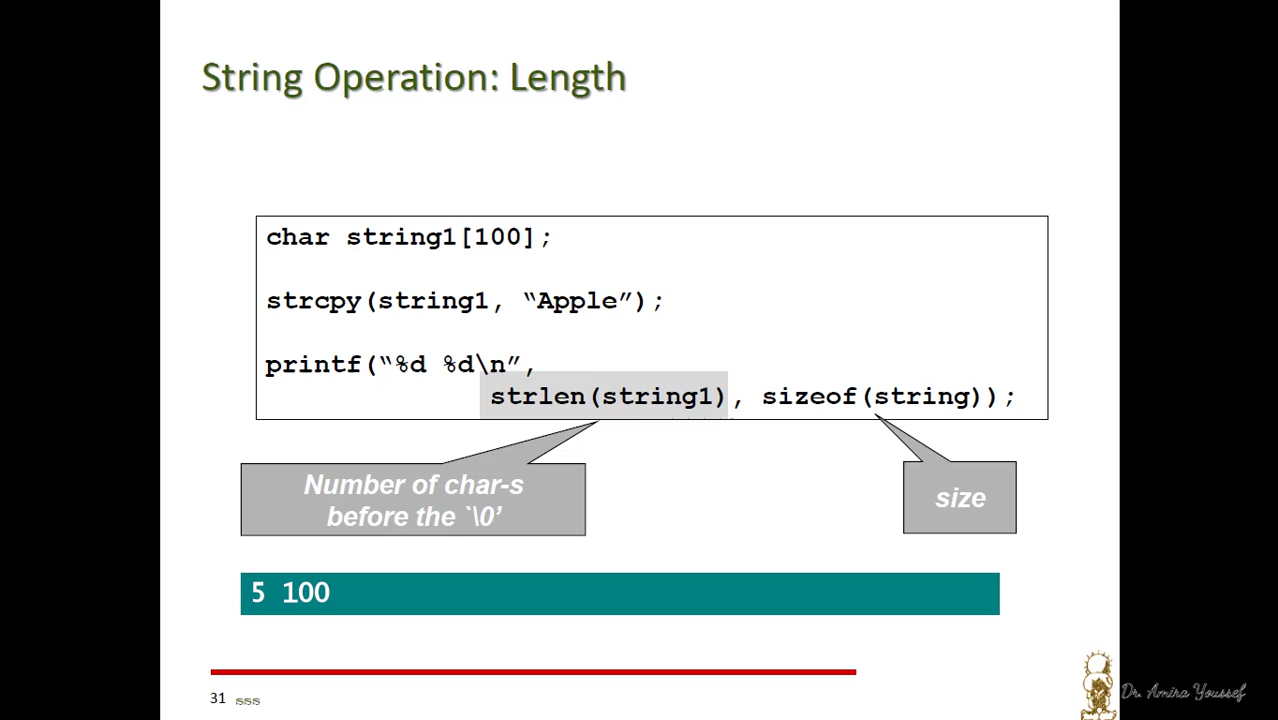 String Operation: Length
char string1[100];
strcpy(string1, “Apple”);
printf(“%d %d\n”,
strlen(string1), sizeof(string));
Number of char-s
before the `\0’
size
5 100
31 sss
Dr. Amira Youssef